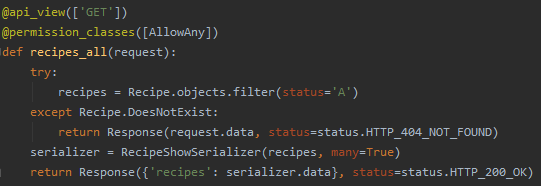 @api_view(['GET'])
@permission_classes([AllowAny])
def recipes_all(request):
    try:
        recipes = Recipe.objects.filter(status='A')
    except Recipe.DoesNotExist:
        return Response(request.data, status=status.HTTP_404_NOT_FOUND)
    serializer = RecipeShowSerializer(recipes, many=True)
    return Response({'recipes': serializer.data}, status=status.HTTP_200_OK)